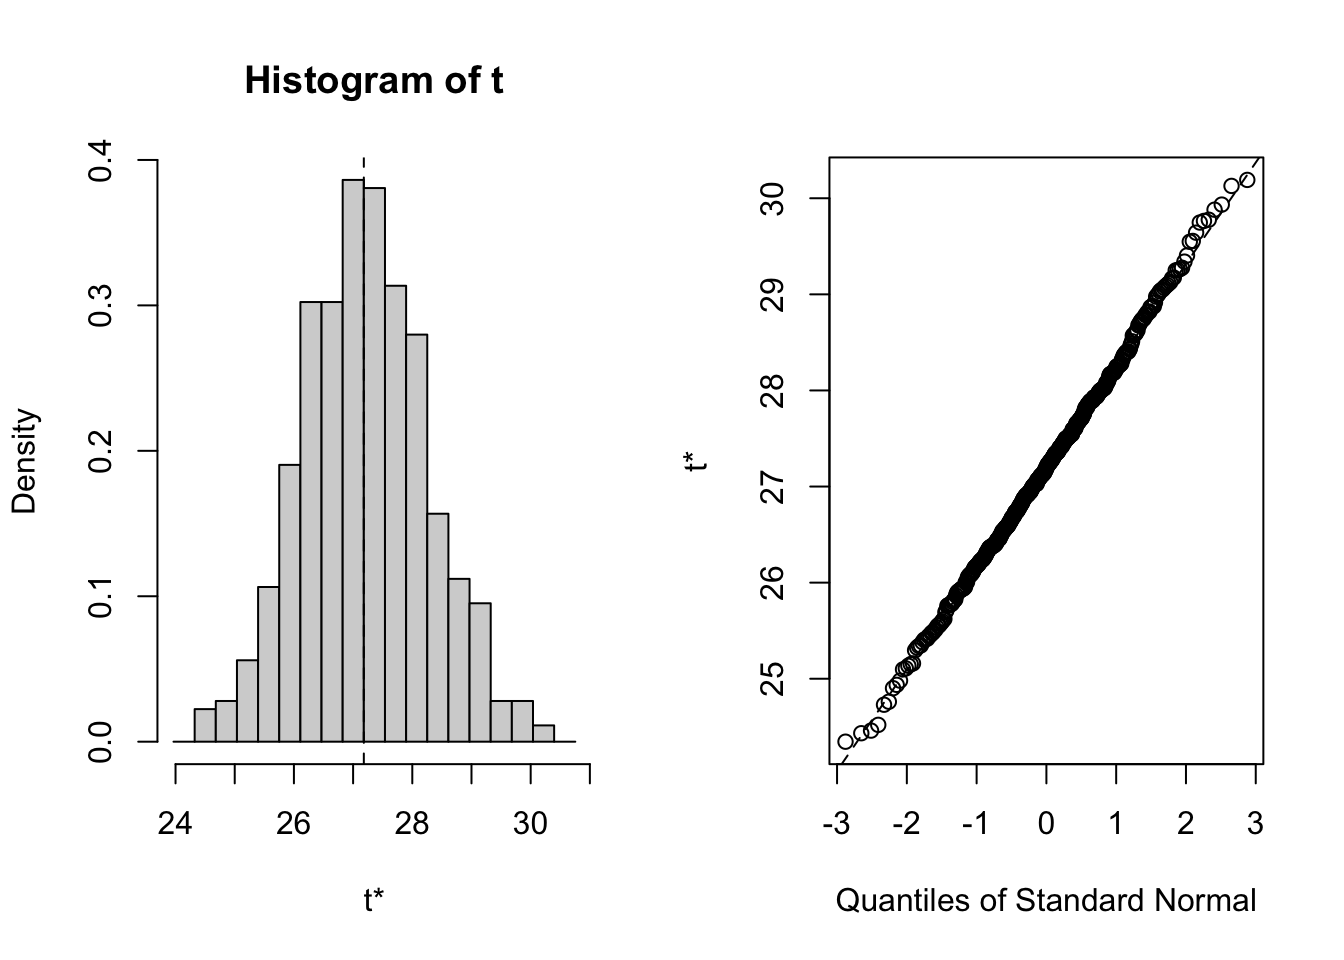 Histogram of t
Density
0.0 0.1 0.2 0.3 0.4
24 26 28 30
t*
t*
25 26 27 28 29 30
-3 -2 -1 0 1 2 3
Quantiles of Standard Normal